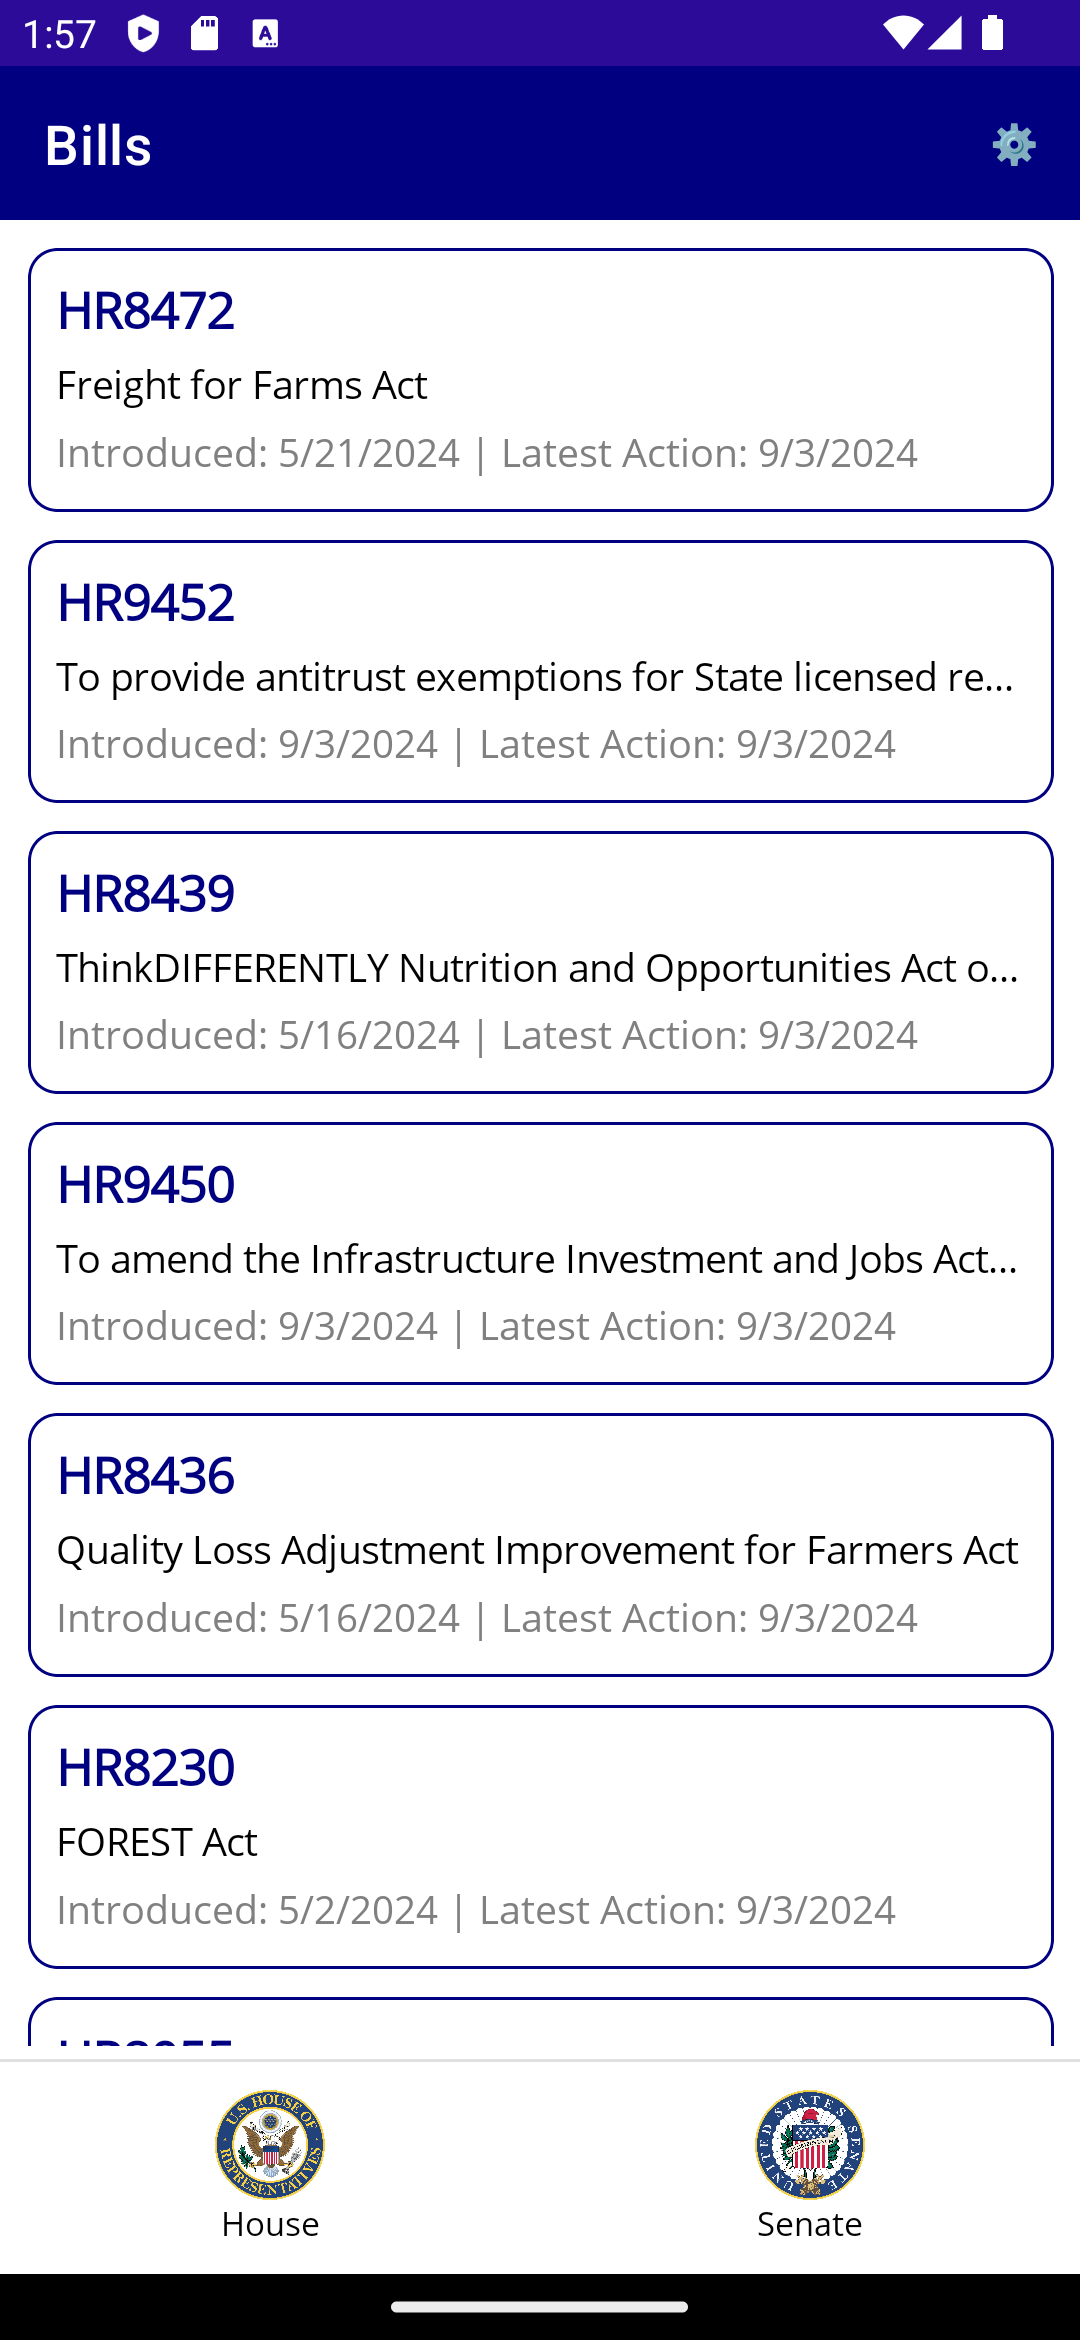 1:57
Bills
HR8472
Freight for Farms Act
Introduced: 5/21/2024 | Latest Action: 9/3/2024
HR9452
To provide antitrust exemptions for State licensed re...
Introduced: 9/3/2024 | Latest Action: 9/3/2024
HR8439
ThinkDIFFERENTLY Nutrition and Opportunities Act o...
Introduced: 5/16/2024 | Latest Action: 9/3/2024
HR9450
To amend the Infrastructure Investment and Jobs Act...
Introduced: 9/3/2024 | Latest Action: 9/3/2024
HR8436
Quality Loss Adjustment Improvement for Farmers Act
Introduced: 5/16/2024 | Latest Action: 9/3/2024
HR8230
FOREST Act
Introduced: 5/2/2024 | Latest Action: 9/3/2024
U.S. HOUSE OF REPRESENTATIVES
UNITED STATES SENATE
House
Senate